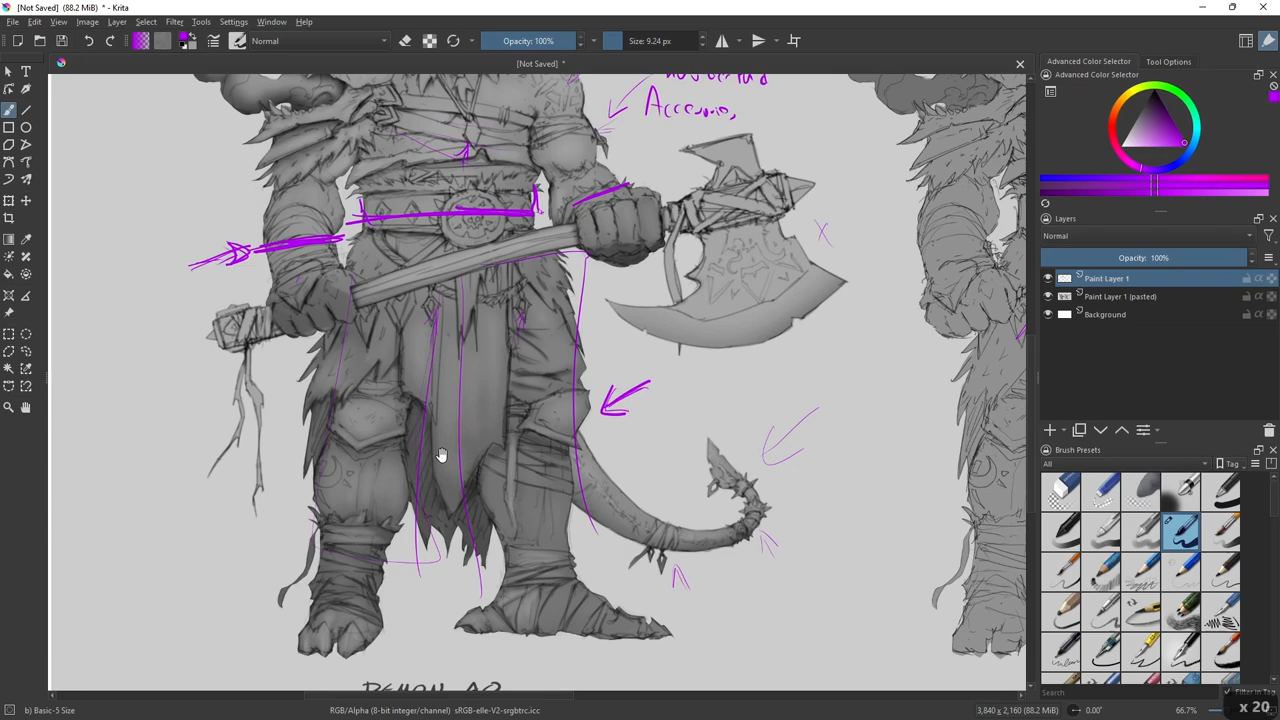 [Not Saved] (88.2 MiB) * - Krita
File Edit View Image Layer Select Filter Tools Settings Window Help
Normal
Opacity: 100%
Size: 9.24 px
[Not Saved] *
Advanced Color Selector
Tool Options
Advanced Color Selector
Layers
Normal
Opacity: 100%
Paint Layer 1
Paint Layer 1 (pasted)
Background
Brush Presets
All
Tag
Search
Filter in Tag
b) Basic-5 Size
RGB/Alpha (8-bit integer/channel) sRGB-elle-V2-srgbtrc.icc
3,840 x 2,160 (88.2 MiB)
0.00°
66.7%
x 20